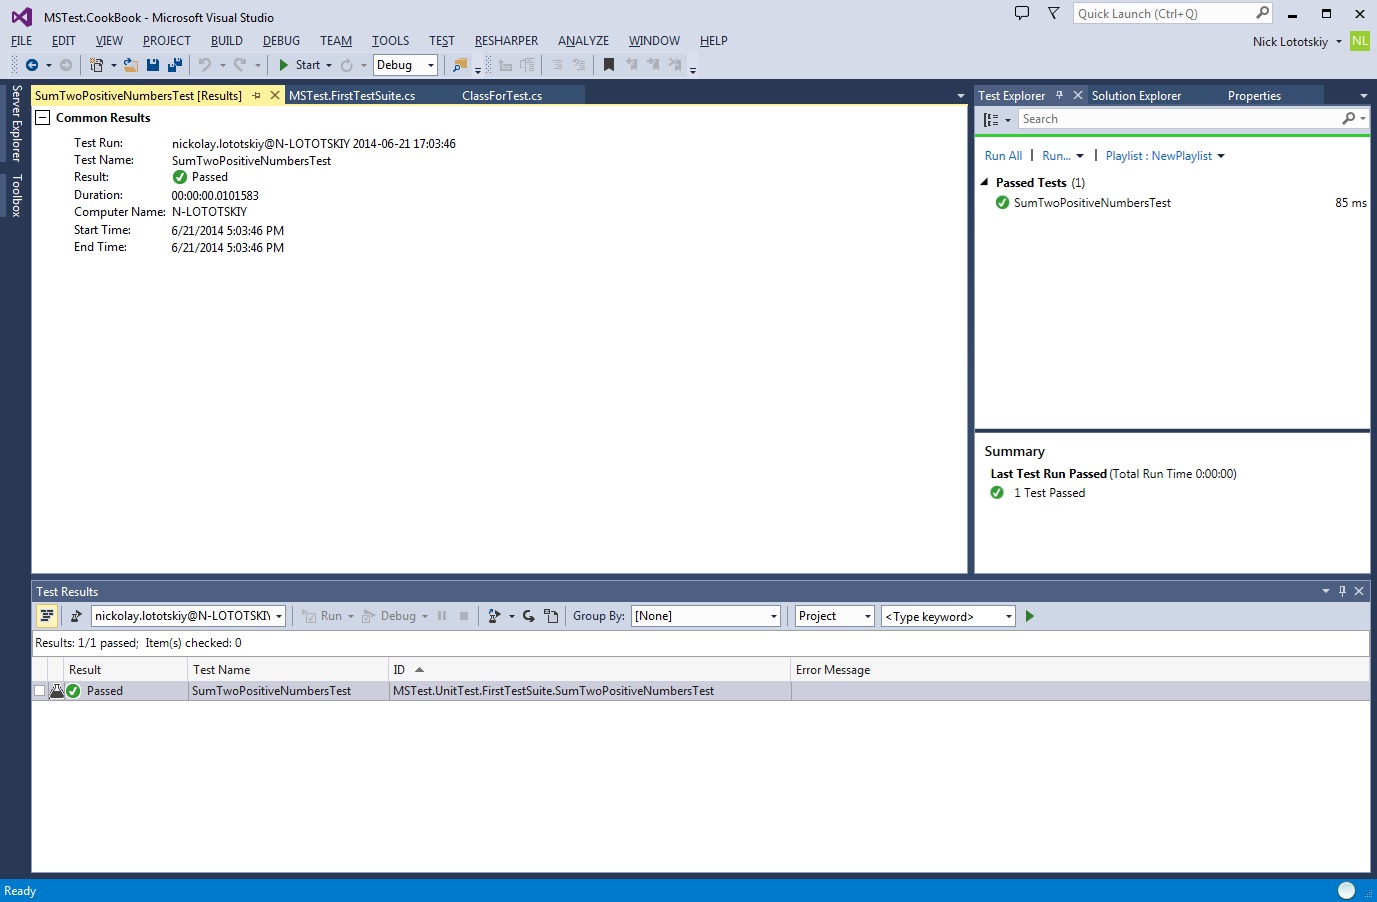 MSTest.CookBook - Microsoft Visual Studio
Quick Launch (Ctrl+Q)
FILE EDIT VIEW PROJECT BUILD DEBUG TEAM TOOLS TEST RESHARPER ANALYZE WINDOW HELP
Nick Lototskiy NL
Start Debug
Server Explorer
Toolbox
SumTwoPositiveNumbersTest [Results] MSTest.FirstTestSuite.cs ClassForTest.cs
Common Results
Test Run: nickolay.lototskiy@N-LOTOTSKIY 2014-06-21 17:03:46
Test Name: SumTwoPositiveNumbersTest
Result: Passed
Duration: 00:00:00.0101583
Computer Name: N-LOTOTSKIY
Start Time: 6/21/2014 5:03:46 PM
End Time: 6/21/2014 5:03:46 PM
Test Explorer Solution Explorer Properties
Search
Run All Run... Playlist : NewPlaylist
Passed Tests (1)
SumTwoPositiveNumbersTest 85 ms
Summary
Last Test Run Passed (Total Run Time 0:00:00)
1 Test Passed
Test Results
nickolay.lototskiy@N-LOTOTSKI Run Debug Group By: [None] Project <Type keyword>
Results: 1/1 passed; Item(s) checked: 0
Result Test Name ID Error Message
Passed SumTwoPositiveNumbersTest MSTest.UnitTest.FirstTestSuite.SumTwoPositiveNumbersTest
Ready